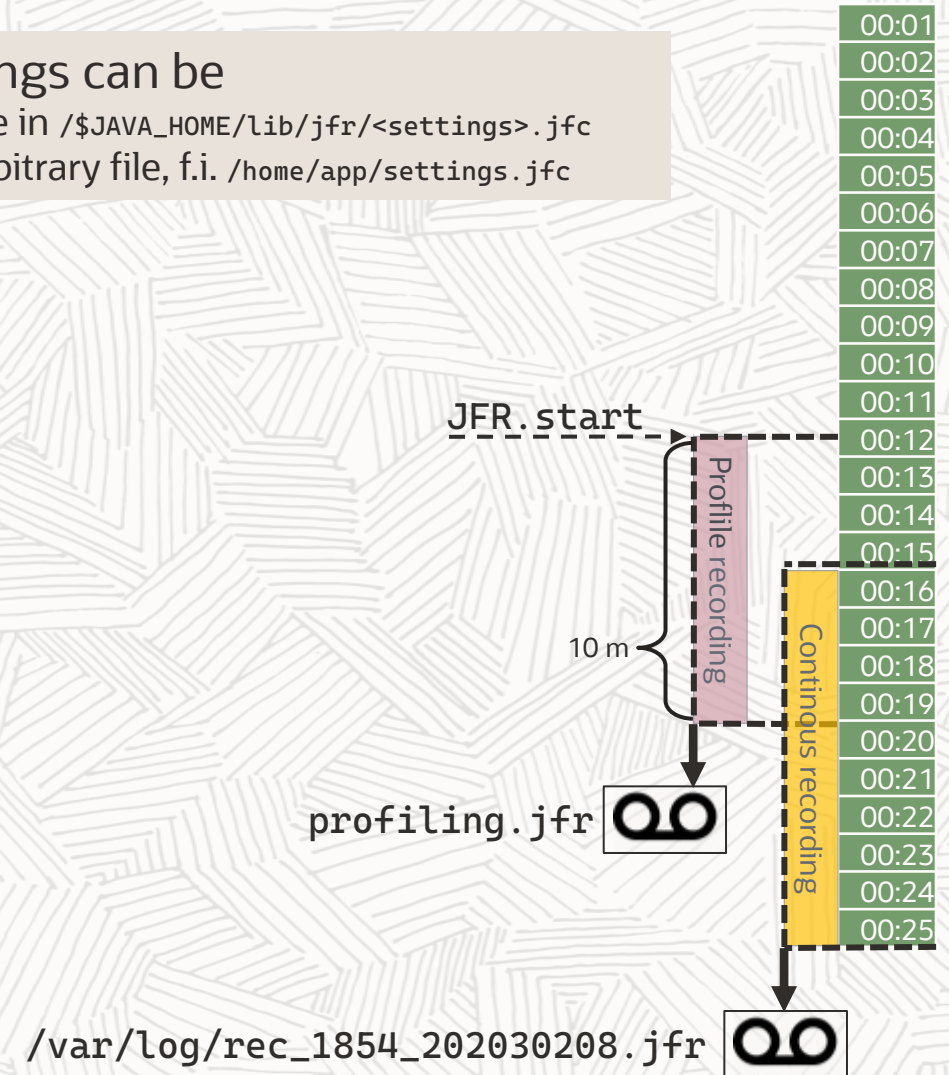 ngs can be
e in /$JAVA_HOME/lib/jfr/<settings>.jfc
bitrary file, f.i. /home/app/settings.jfc
00:01
00:02
00:03
00:04
00:05
00:06
00:07
00:08
00:09
00:10
00:11
JFR.start
00:12
00:13
00:14
00:15
00:16
00:17
00:18
00:19
00:20
00:21
00:22
00:23
00:24
00:25
Proflile recording
10 m
Continous recording
profiling.jfr
/var/log/rec_1854_202030208.jfr